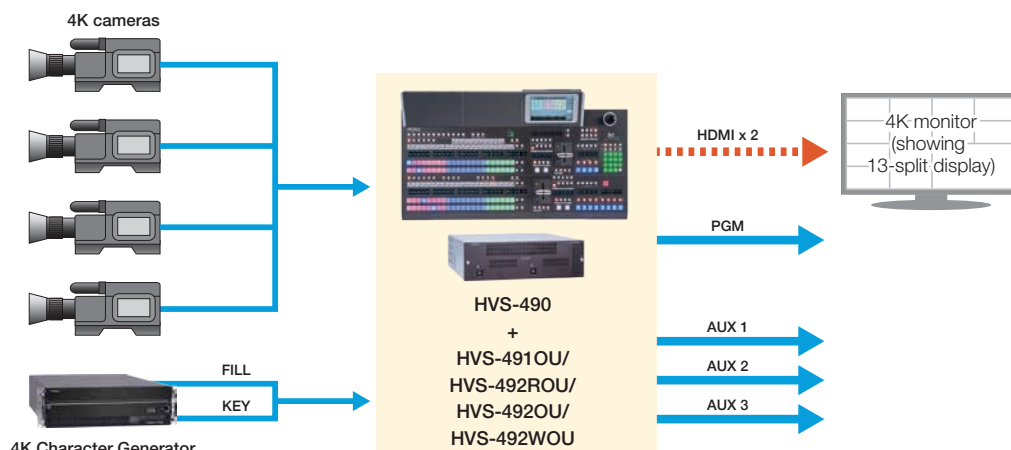 4K cameras
HDMI x 2
4K monitor
(showing
13-split display)
PGM
HVS-490
+
HVS-491OU/
HVS-492ROU/
HVS-492OU/
HVS-492WOU
AUX 1
AUX 2
AUX 3
FILL
KEY
4K Character Generator